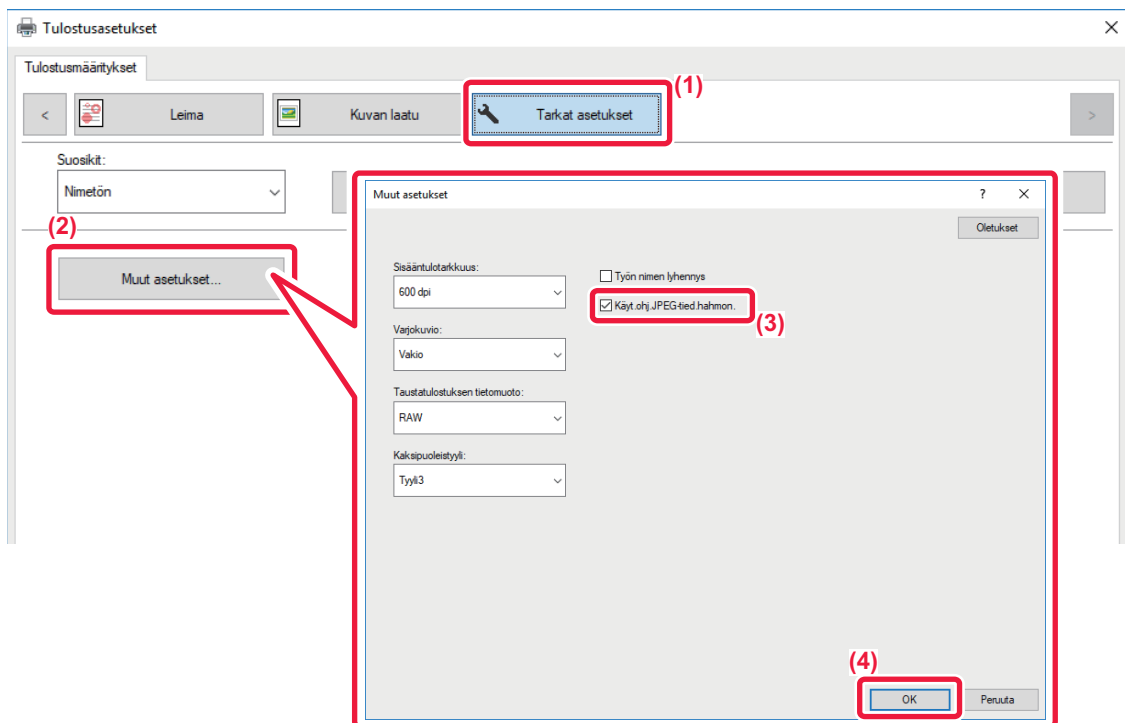 Tulostusasetukset
Tulostusmääritykset
(1)
<
Leima
Kuvan laatu
Tarkat asetukset
>
Suosikit:
Nimetön
(2)
Muut asetukset...
Muut asetukset
?
Oletukset
Sisääntulotarkkuus:
600 dpi
Työn nimen lyhennys
Käyt.ohj.JPEG-tied.hahmon.
(3)
Varjokuvio:
Vakio
Taustatulostuksen tietomuoto:
RAW
Kaksipuoleistyyli:
Tyyli3
(4)
OK
Peruuta